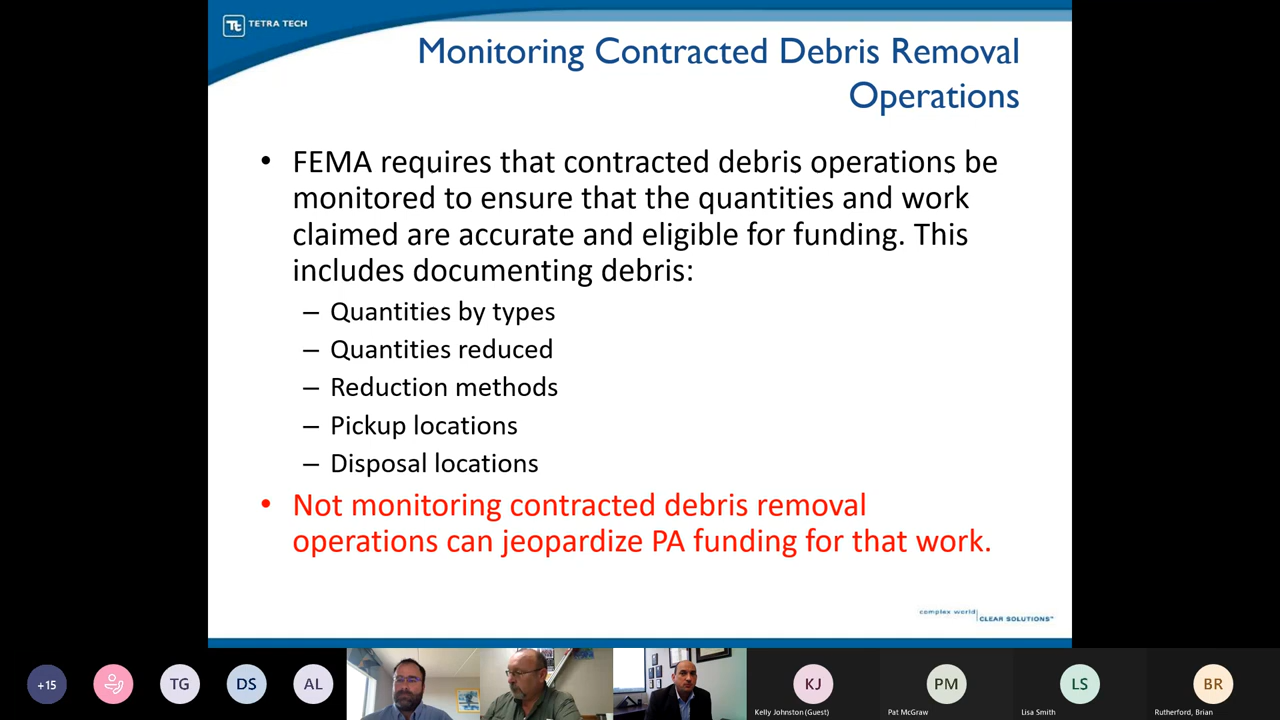 TETRA TECH
Monitoring Contracted Debris Removal
Operations
• FEMA requires that contracted debris operations be
monitored to ensure that the quantities and work
claimed are accurate and eligible for funding. This
includes documenting debris:
– Quantities by types
– Quantities reduced
– Reduction methods
– Pickup locations
– Disposal locations
• Not monitoring contracted debris removal
operations can jeopardize PA funding for that work.
complex world CLEAR SOLUTIONS™
+15
TG
DS
AL
KJ
Kelly Johnston (Guest)
PM
Pat McGraw
LS
Lisa Smith
BR
Rutherford, Brian